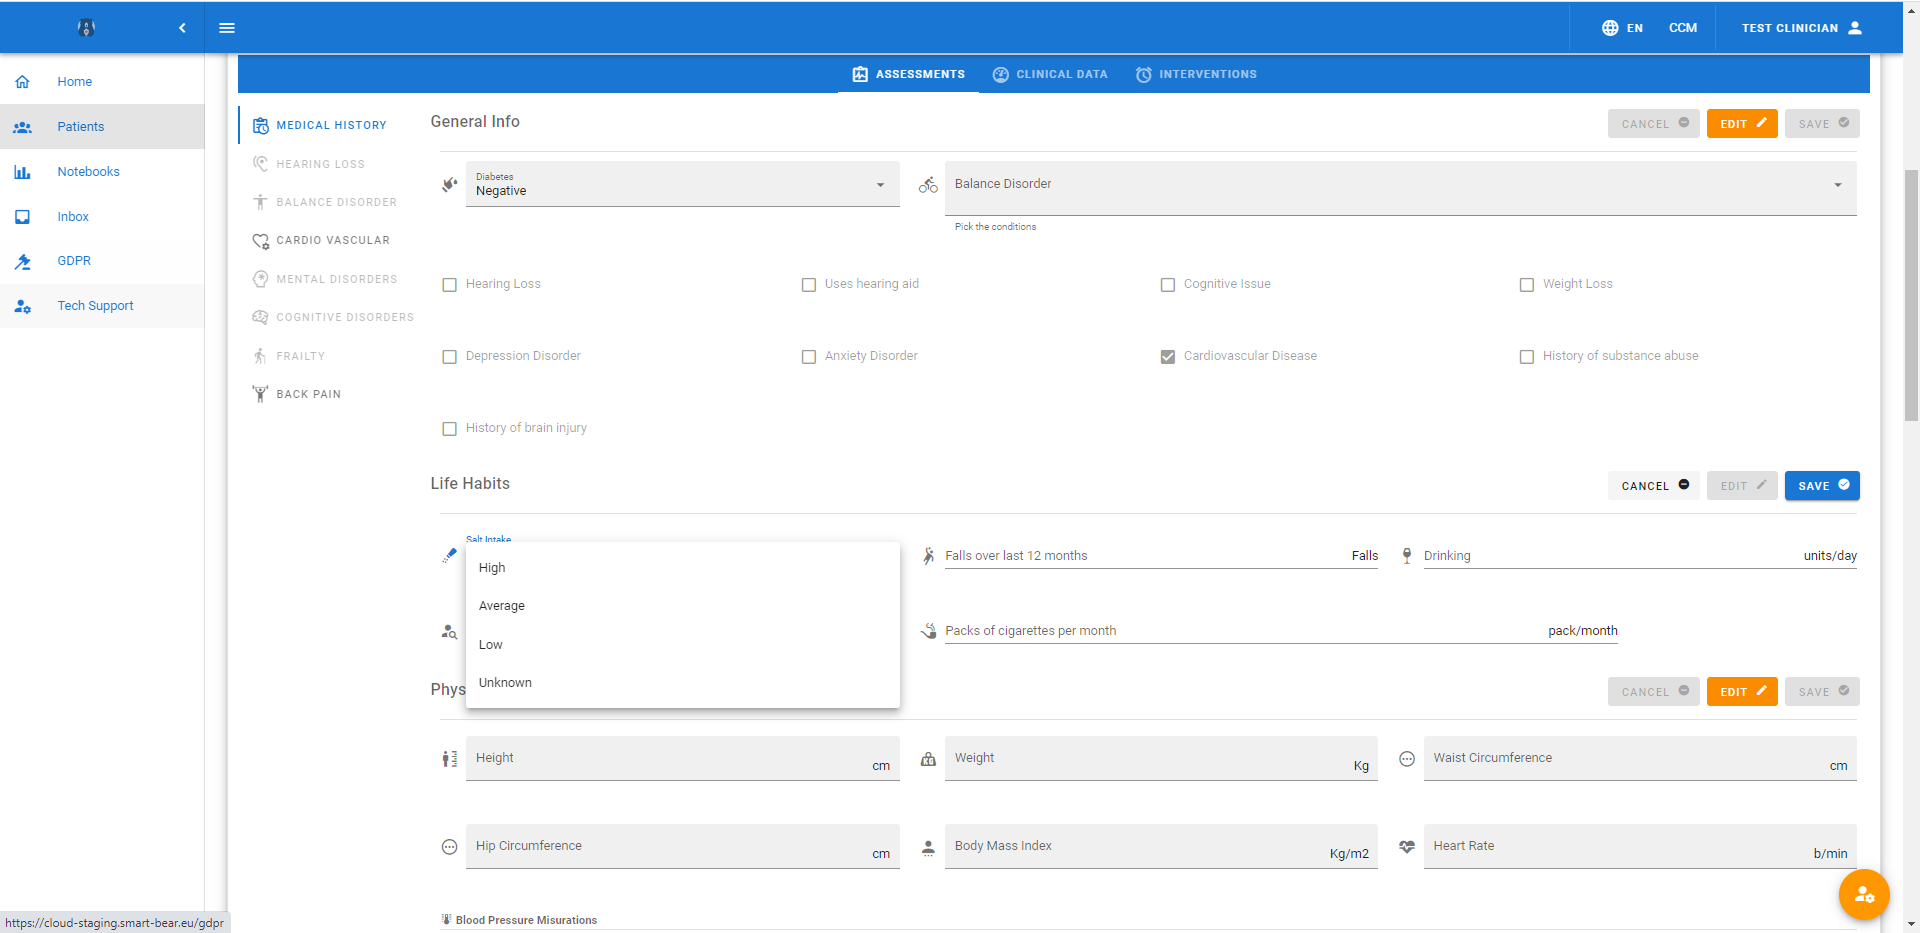 EN
CCM
TEST CLINICIAN
Home
Patients
Notebooks
Inbox
GDPR
Tech Support
ASSESSMENTS
CLINICAL DATA
INTERVENTIONS
MEDICAL HISTORY
HEARING LOSS
BALANCE DISORDER
CARDIO VASCULAR
MENTAL DISORDERS
COGNITIVE DISORDERS
FRAILTY
BACK PAIN
General Info
CANCEL
EDIT
SAVE
Diabetes
Negative
Balance Disorder
Pick the conditions
Hearing Loss
Uses hearing aid
Cognitive Issue
Weight Loss
Depression Disorder
Anxiety Disorder
Cardiovascular Disease
History of substance abuse
History of brain injury
Life Habits
CANCEL
EDIT
SAVE
Salt Intake
High
Average
Low
Unknown
Falls over last 12 months
Falls
Drinking
units/day
Packs of cigarettes per month
pack/month
Phys
CANCEL
EDIT
SAVE
Height
cm
Weight
Kg
Waist Circumference
cm
Hip Circumference
cm
Body Mass Index
Kg/m2
Heart Rate
b/min
Blood Pressure Misurations
https://cloud-staging.smart-bear.eu/gdpr